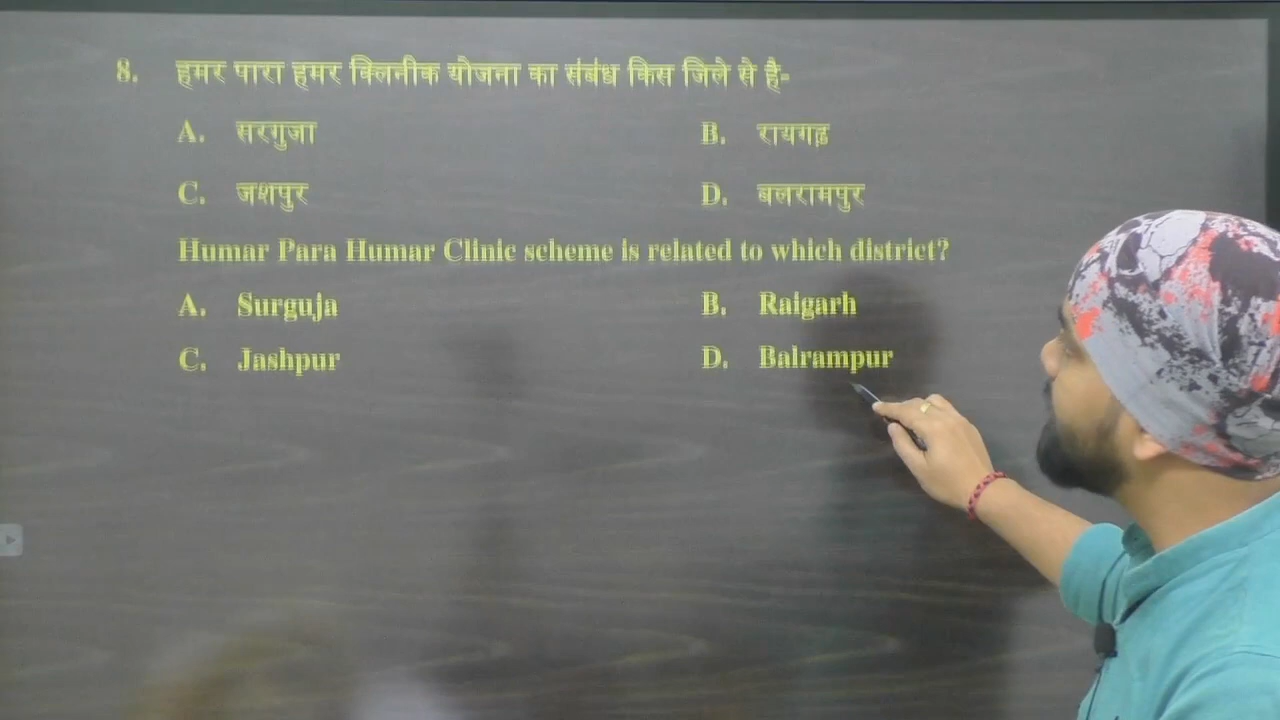 8. हमर पारा हमर क्लिनीक योजना का संबंध किस जिले से है-
A. सरगुजा B. रायगढ़
C. जशपुर D. बलरामपुर
Humar Para Humar Clinic scheme is related to which district?
A. Surguja B. Raigarh
C. Jashpur D. Balrampur